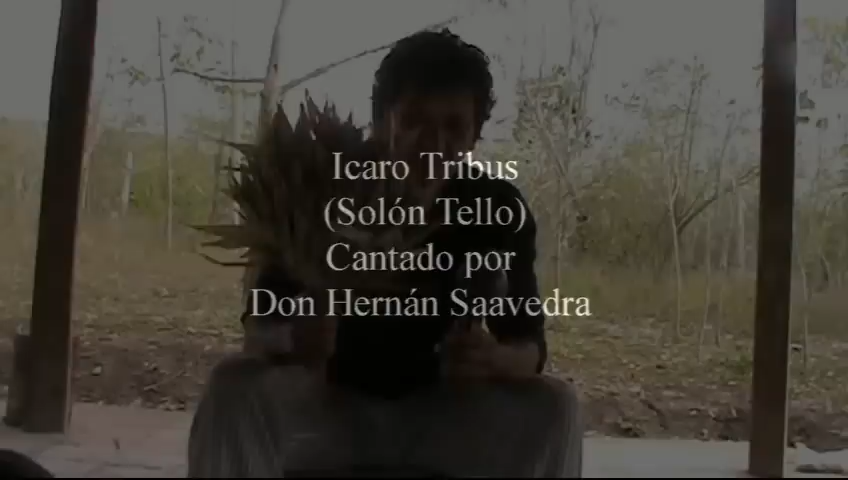 Icaro Tribus
(Solón Tello)
Cantado por
Don Hernán Saavedra